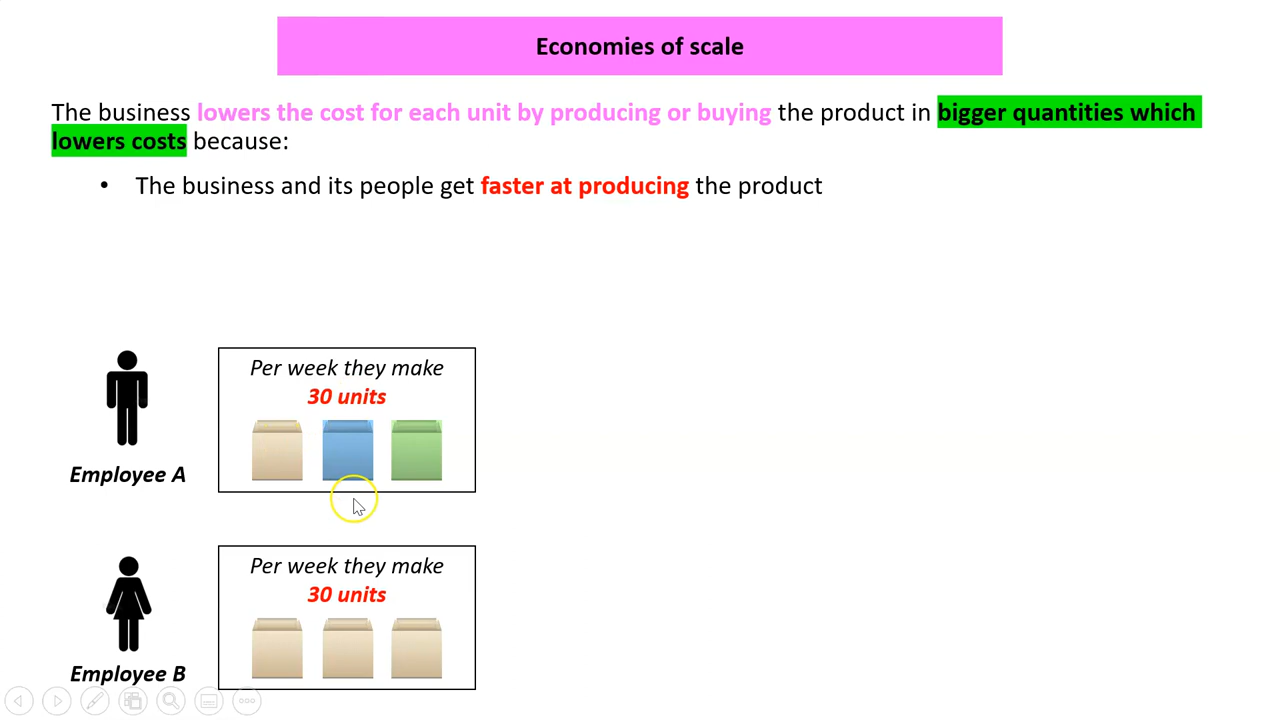 Economies of scale
The business lowers the cost for each unit by producing or buying the product in bigger quantities which
lowers costs because:
• The business and its people get faster at producing the product
Per week they make
30 units
Employee A
Per week they make
30 units
Employee B